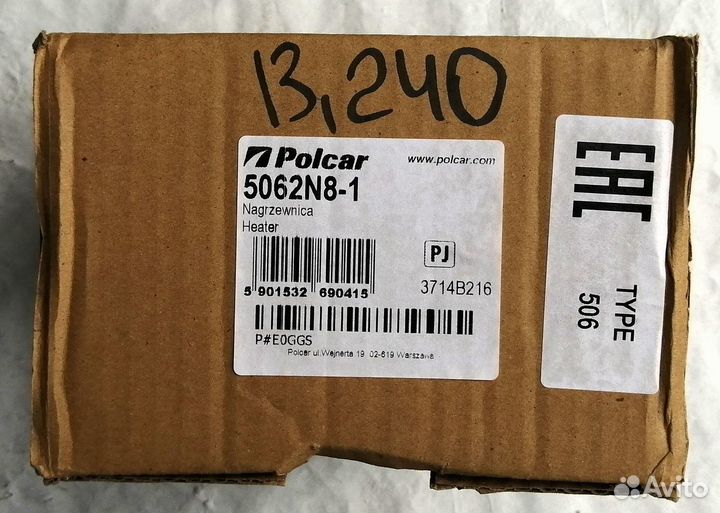 13,240
Polcar
www.polcar.com
5062N8-1
Nagrzewnica
Heater
PJ
5 901532 690415
3714B216
P#E0GGS
Polcar ul.Wejnerta 19 02-619 Warszawa
EAC
TYPE
506
Avito